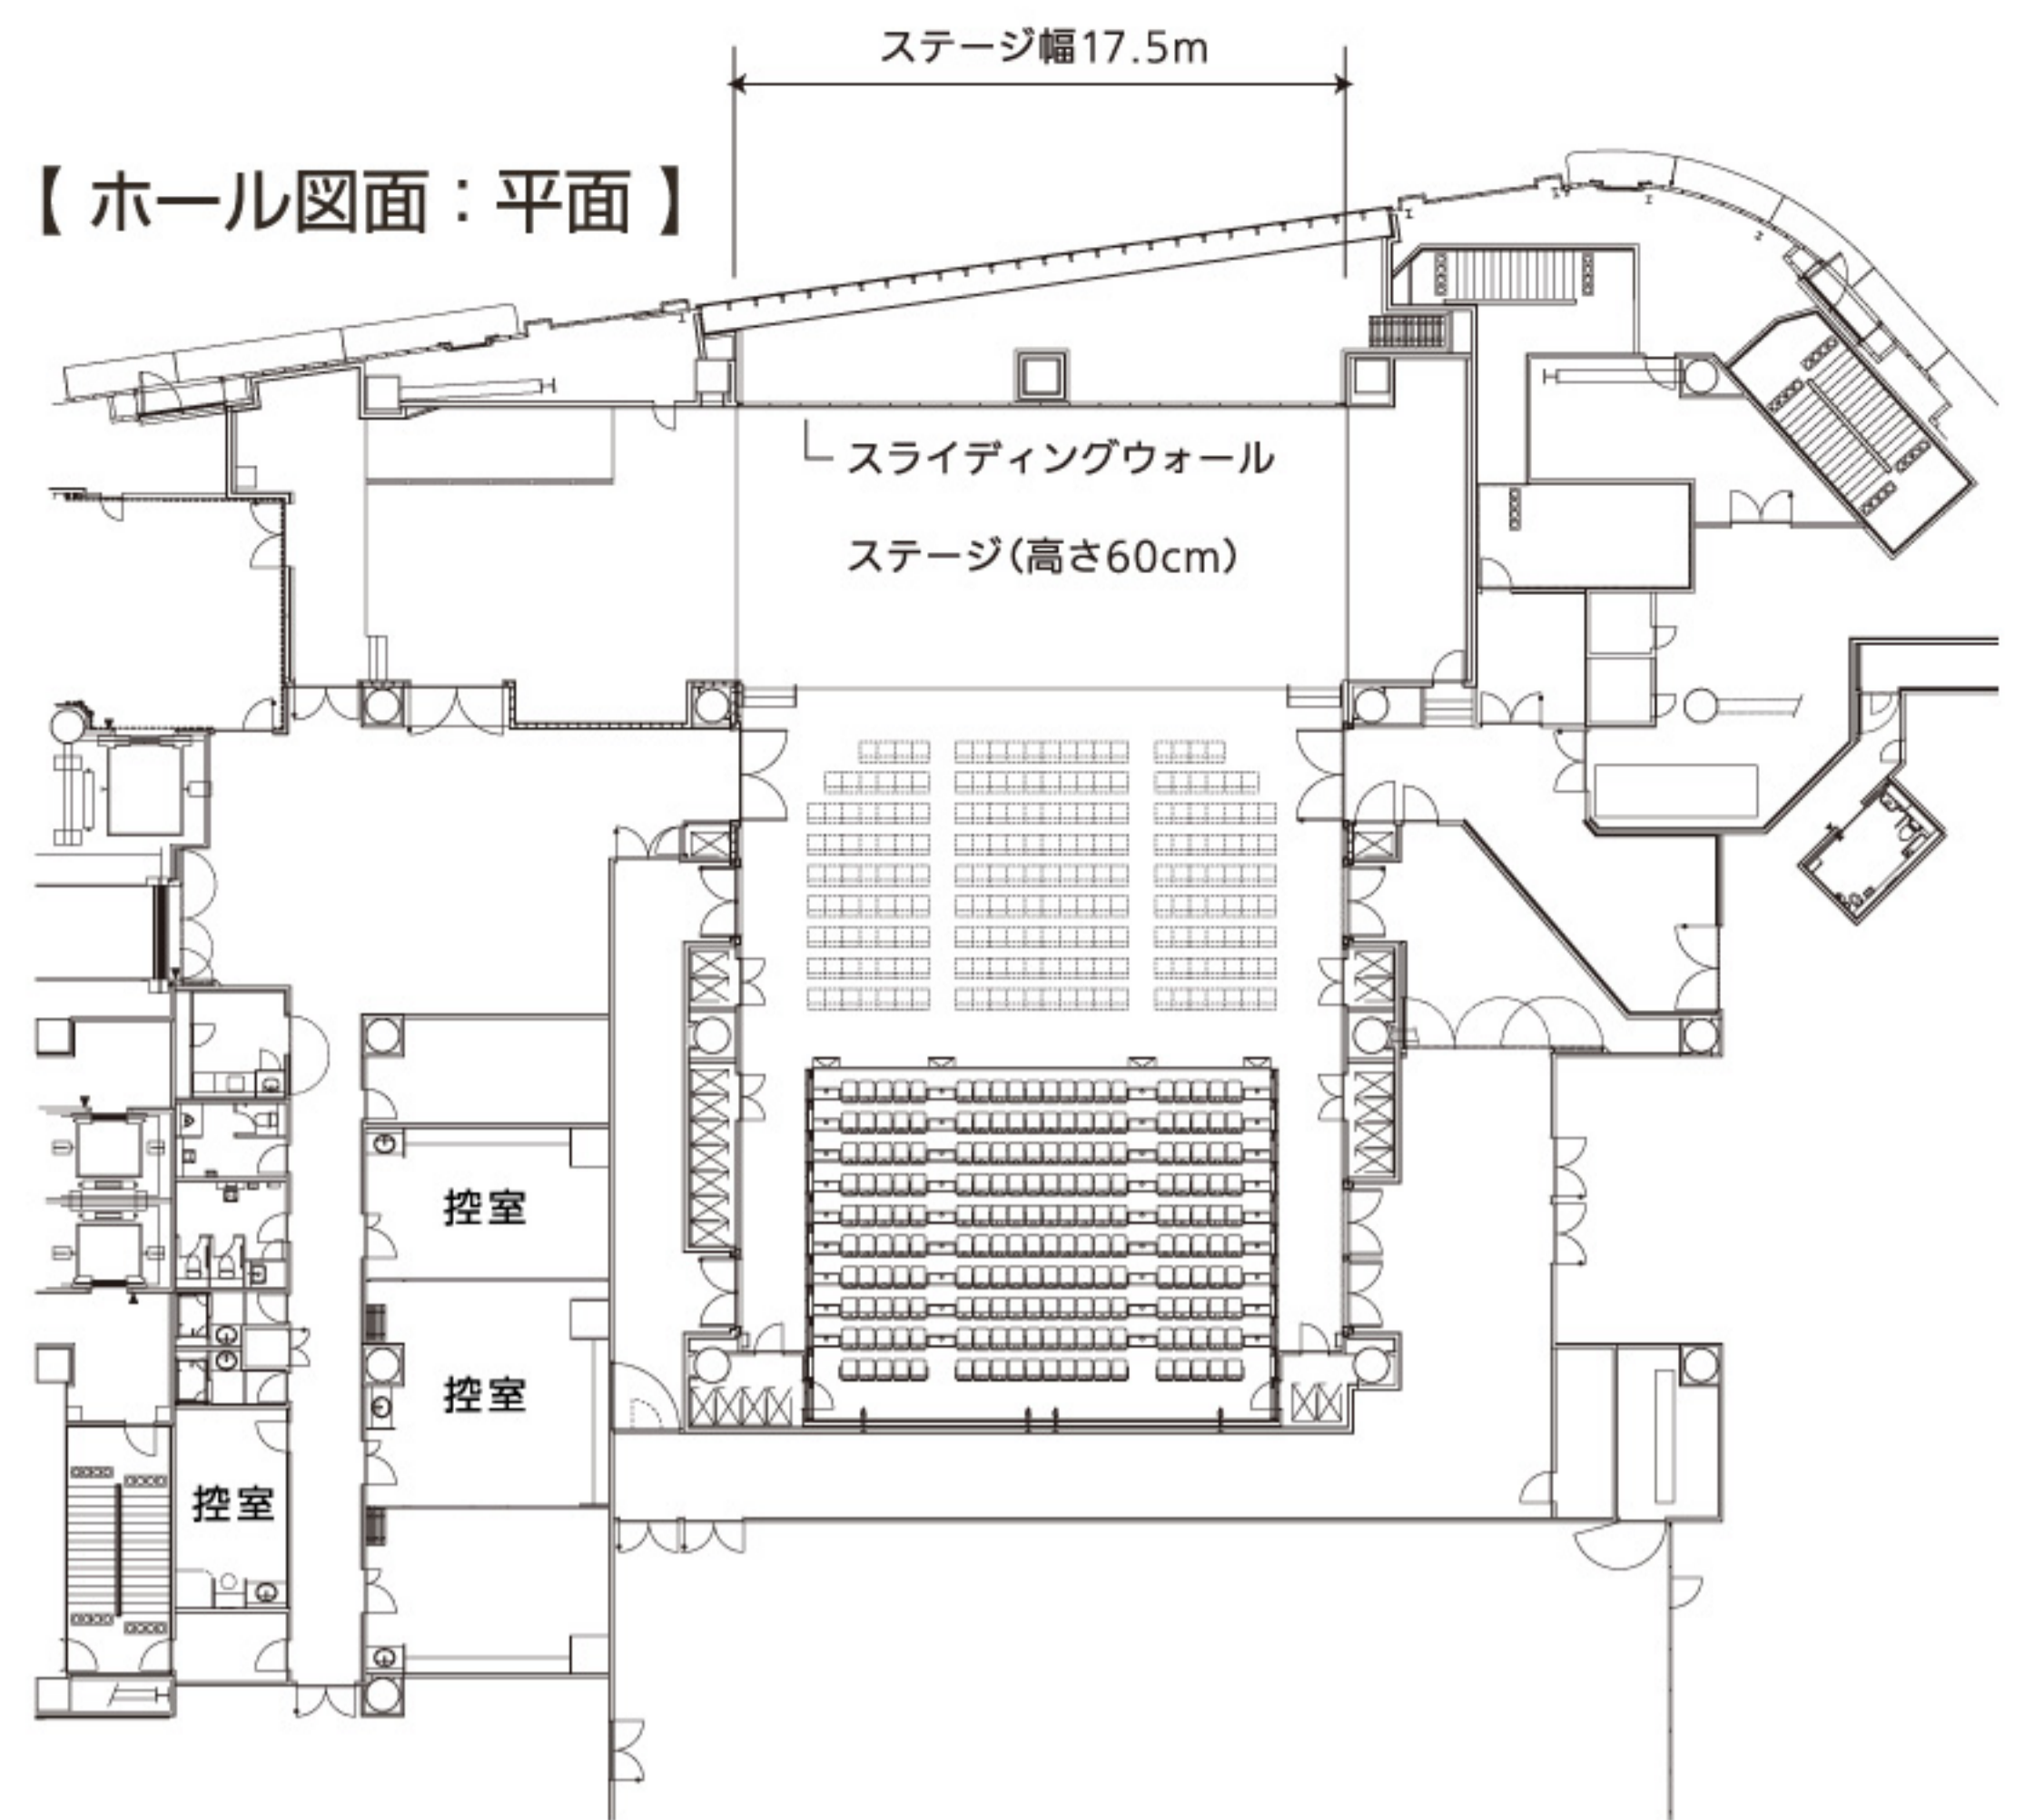 ステージ幅17.5m
【 ホール図面：平面 】
スライディングウォール
ステージ(高さ60cm)
控室
控室
控室